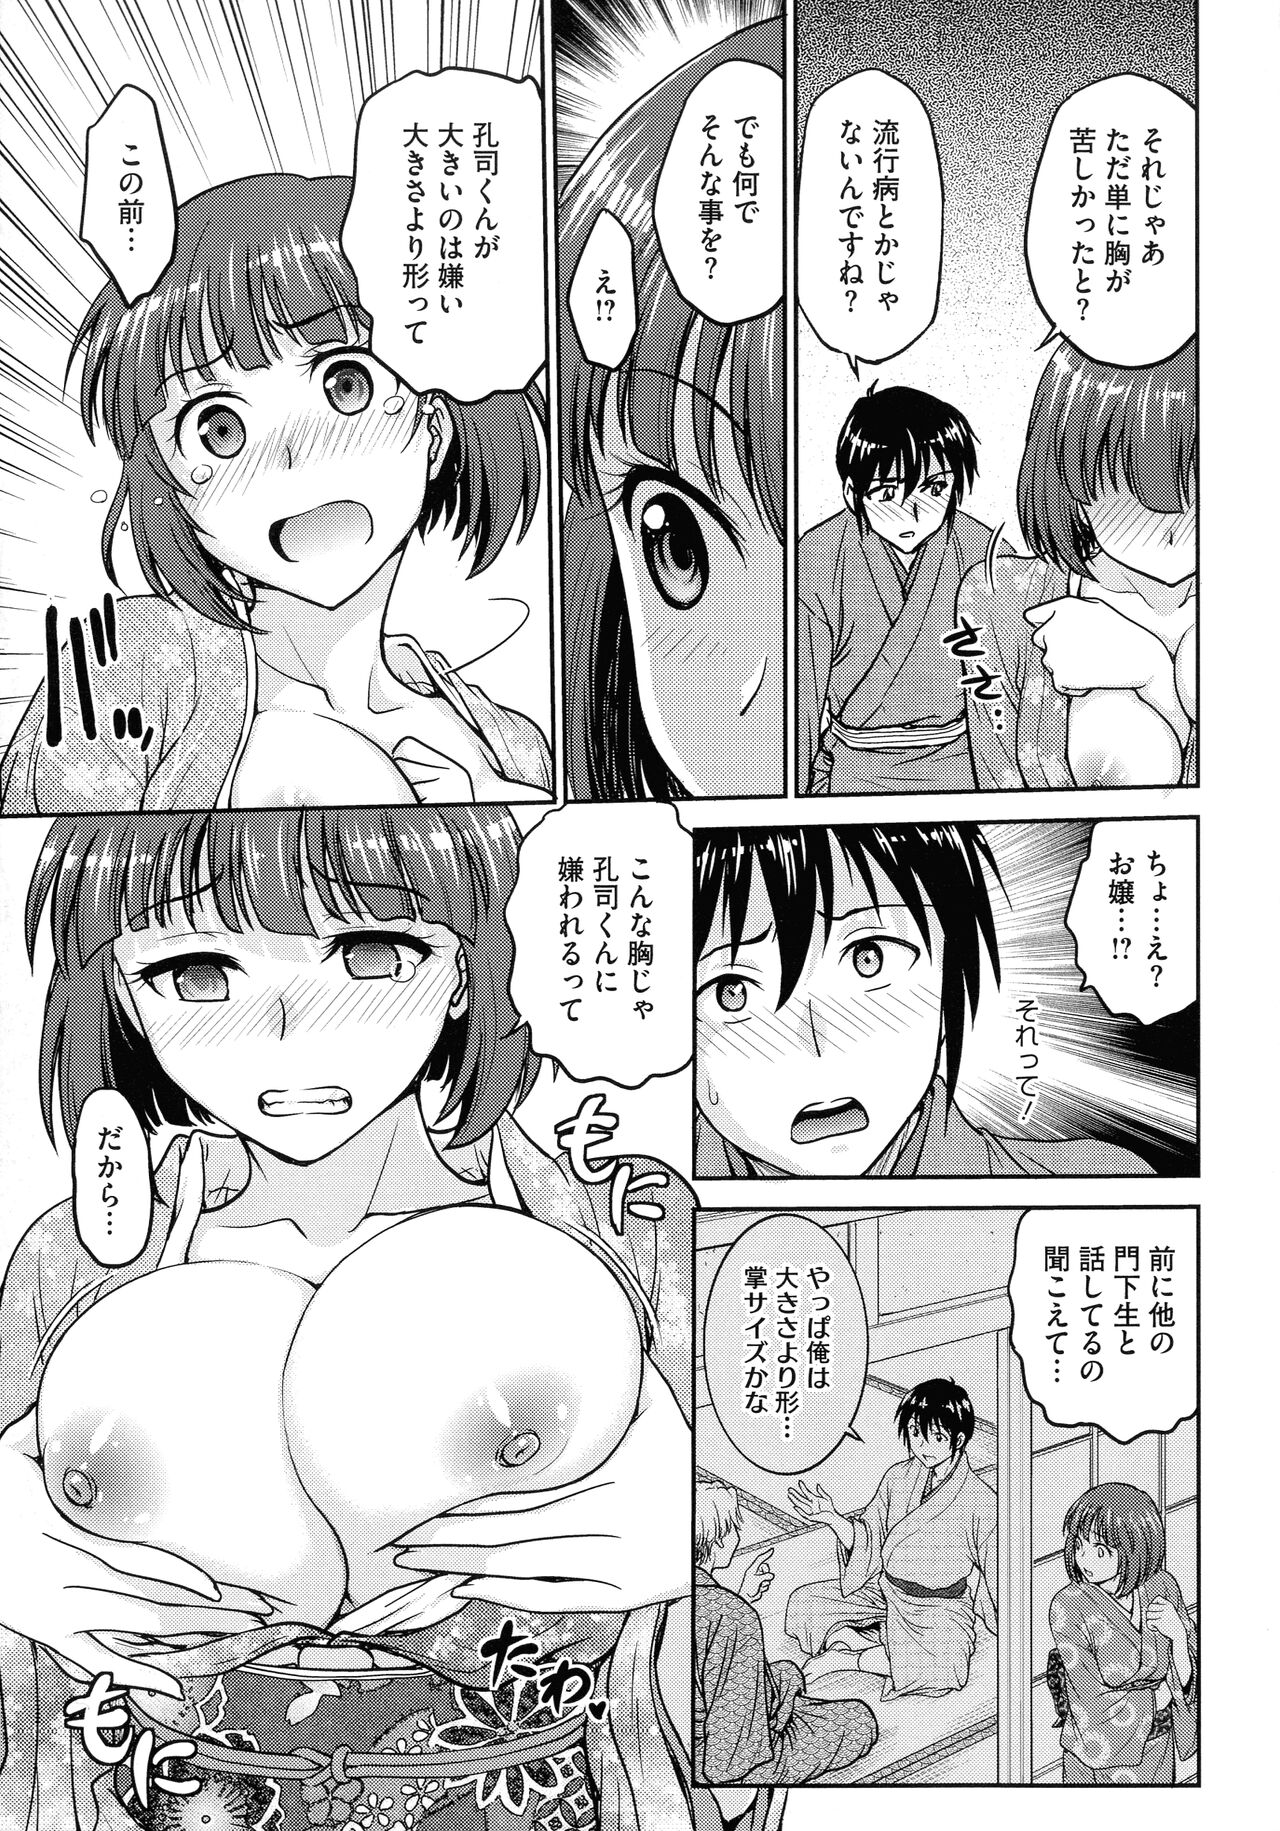 それじゃあ
ただ単に胸が
苦しかったと?
流行病とかじゃ
ないんですね?
ささ…
でも何で
そんな事を?
え!?
孔司くんが
大きいのは嫌い
大きさより形って
この前…
ガバッ
ちょ…え?
お嬢…!?
それって!
前に他の
門下生と
話してるの
聞こえて…
やっぱ俺は
大きさより形…
掌サイズかな
こんな胸じゃ
孔司くんに
嫌われるって
だから…
もに
たわ♥
もに